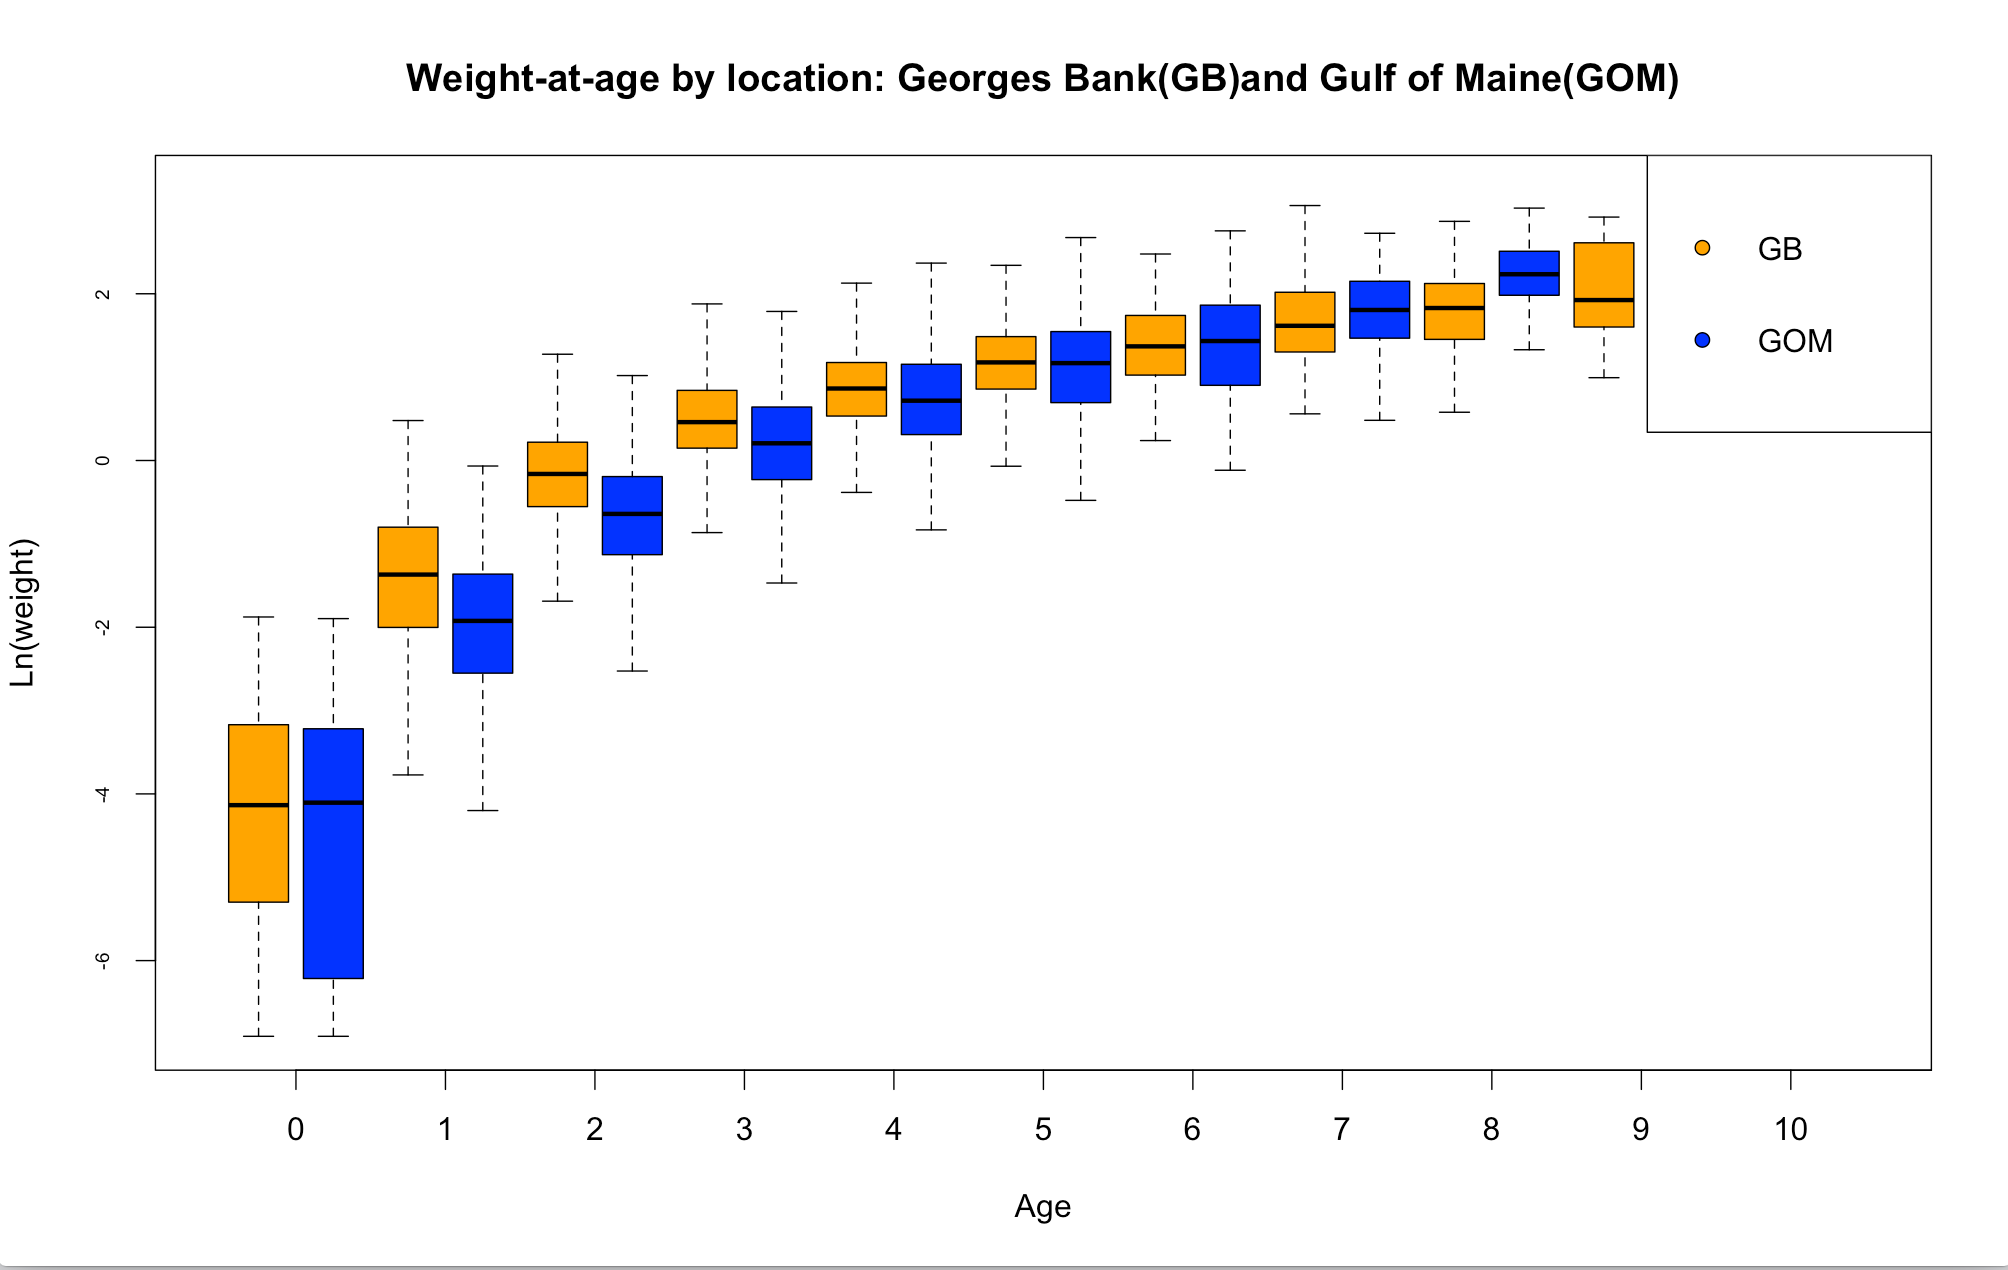 Weight-at-age by location: Georges Bank(GB)and Gulf of Maine(GOM)
GB
GOM
Ln(weight)
2
0
-2
-4
-6
0 1 2 3 4 5 6 7 8 9 10
Age